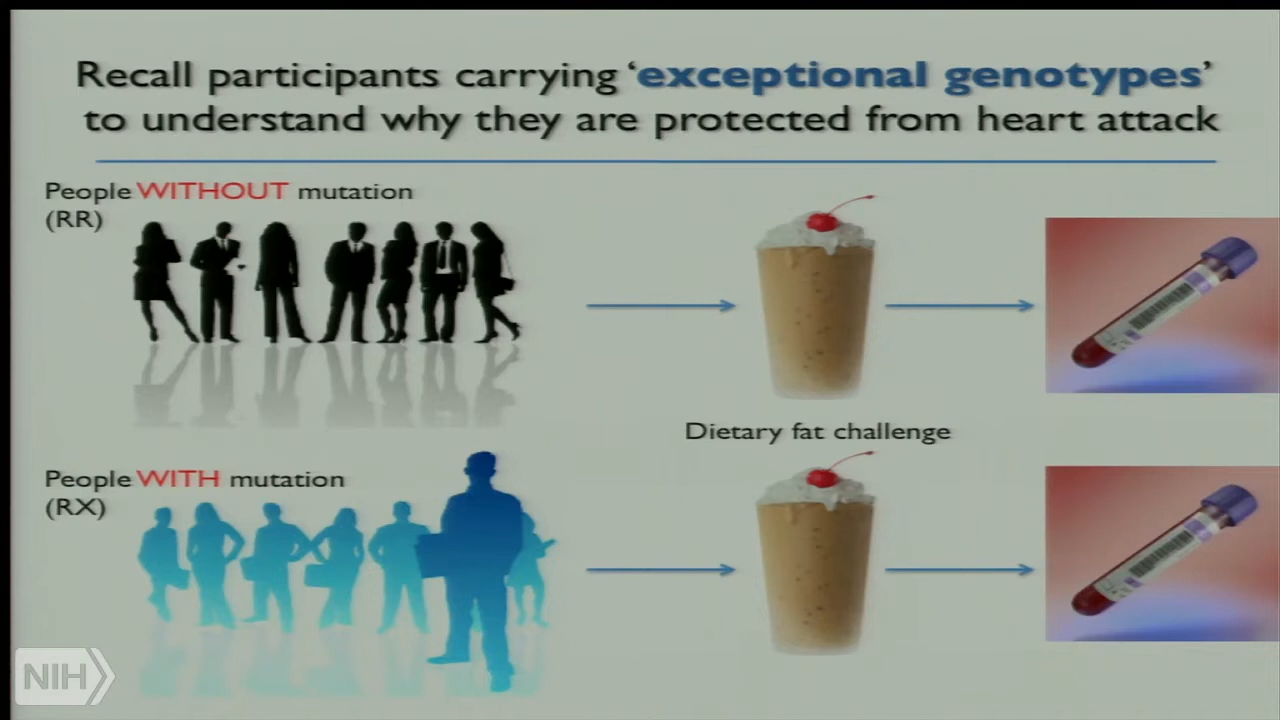 Recall participants carrying ‘exceptional genotypes’
to understand why they are protected from heart attack
People WITHOUT mutation
(RR)
Dietary fat challenge
People WITH mutation
(RX)
NIH